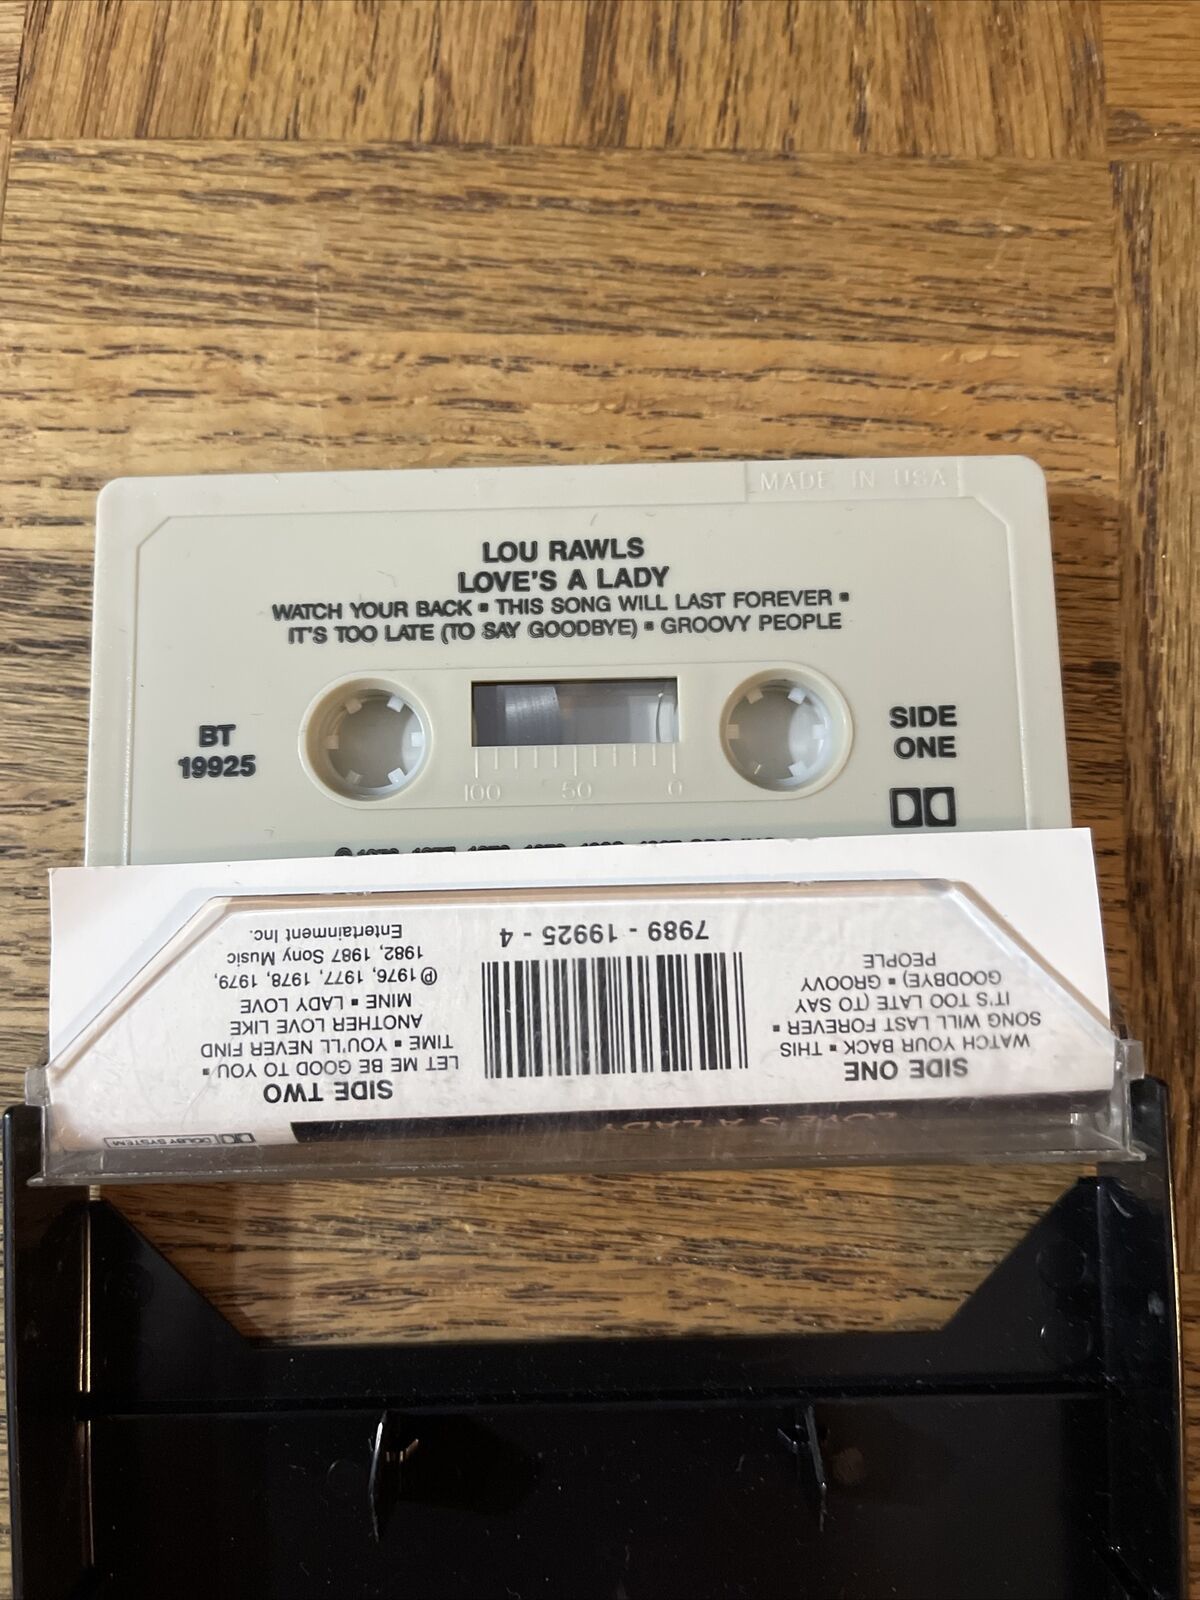 MADE IN USA
LOU RAWLS
LOVE'S A LADY
WATCH YOUR BACK ▪ THIS SONG WILL LAST FOREVER ▪
IT'S TOO LATE (TO SAY GOODBYE) ▪ GROOVY PEOPLE
BT
19925
SIDE
ONE
100 50 0
LOVE'S A LADY
DOLBY SYSTEM
SIDE ONE
WATCH YOUR BACK ▪ THIS
SONG WILL LAST FOREVER ▪
IT'S TOO LATE (TO SAY
GOODBYE) ▪ GROOVY
PEOPLE
7989 - 19925 - 4
SIDE TWO
LET ME BE GOOD TO YOU ▪
TIME ▪ YOU'LL NEVER FIND
ANOTHER LOVE LIKE
MINE ▪ LADY LOVE
℗ 1976, 1977, 1978, 1979,
1982, 1987 Sony Music
Entertainment Inc.